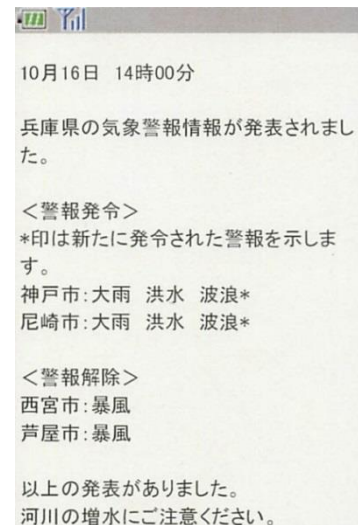 10月16日 14時00分
兵庫県の気象警報情報が発表されまし
た。
＜警報発令＞
*印は新たに発令された警報を示しま
す。
神戸市:大雨 洪水 波浪*
尼崎市:大雨 洪水 波浪*
＜警報解除＞
西宮市:暴風
芦屋市:暴風
以上の発表がありました。
河川の増水にご注意ください。